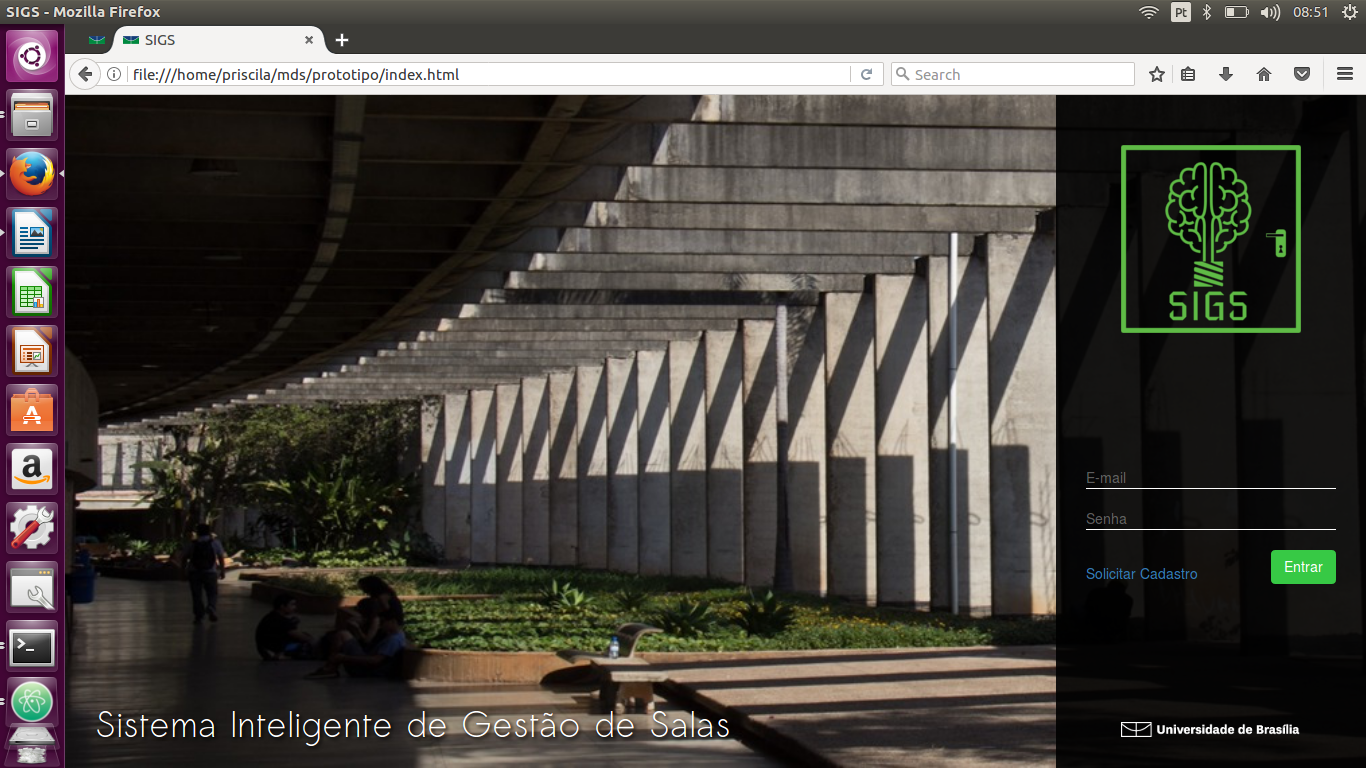 SIGS - Mozilla Firefox
Pt
08:51
SIGS
file:///home/priscila/mds/prototipo/index.html
Search
SIGS
E-mail
Senha
Solicitar Cadastro
Entrar
Sistema Inteligente de Gestão de Salas
Universidade de Brasília